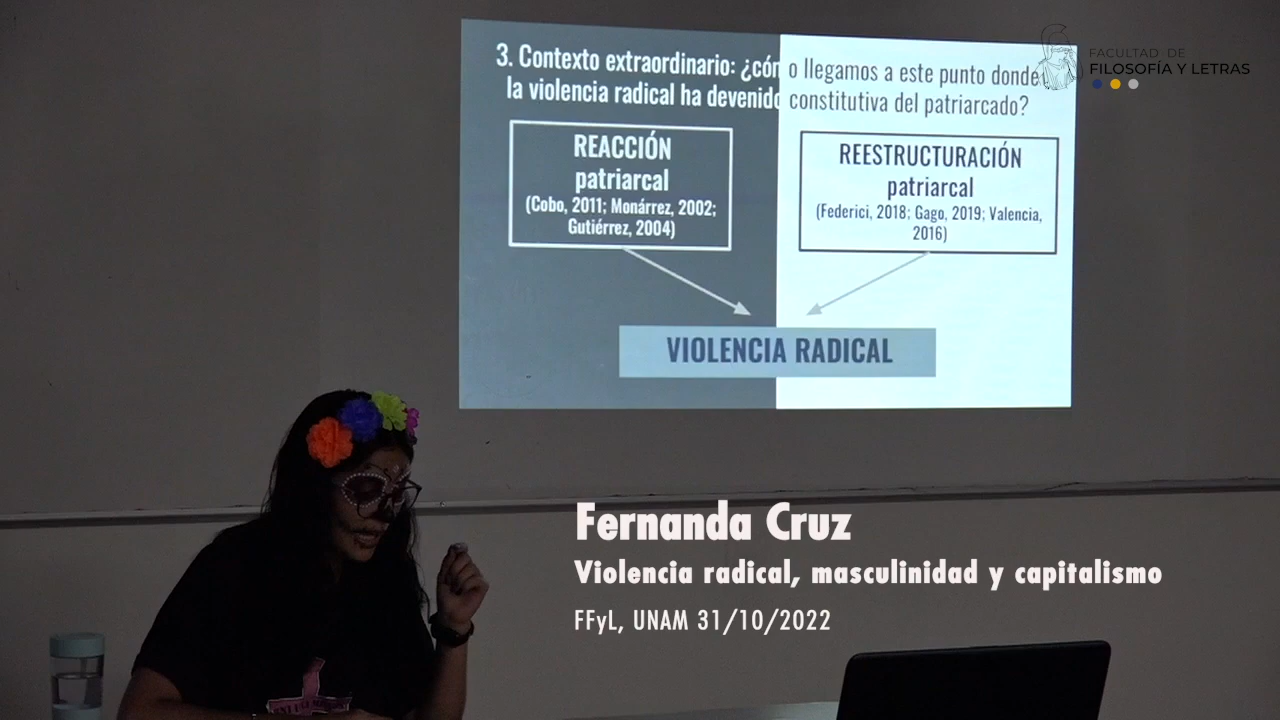 3. Contexto extraordinario: ¿cóm o llegamos a este punto donde
la violencia radical ha devenido constitutiva del patriarcado?
REACCIÓN
patriarcal
(Cobo, 2011; Monárrez, 2002;
Gutiérrez, 2004)
REESTRUCTURACIÓN
patriarcal
(Federici, 2018; Gago, 2019; Valencia,
2016)
VIOLENCIA RADICAL
FACULTAD DE
FILOSOFÍA Y LETRAS
Fernanda Cruz
Violencia radical, masculinidad y capitalismo
FFyL, UNAM 31/10/2022